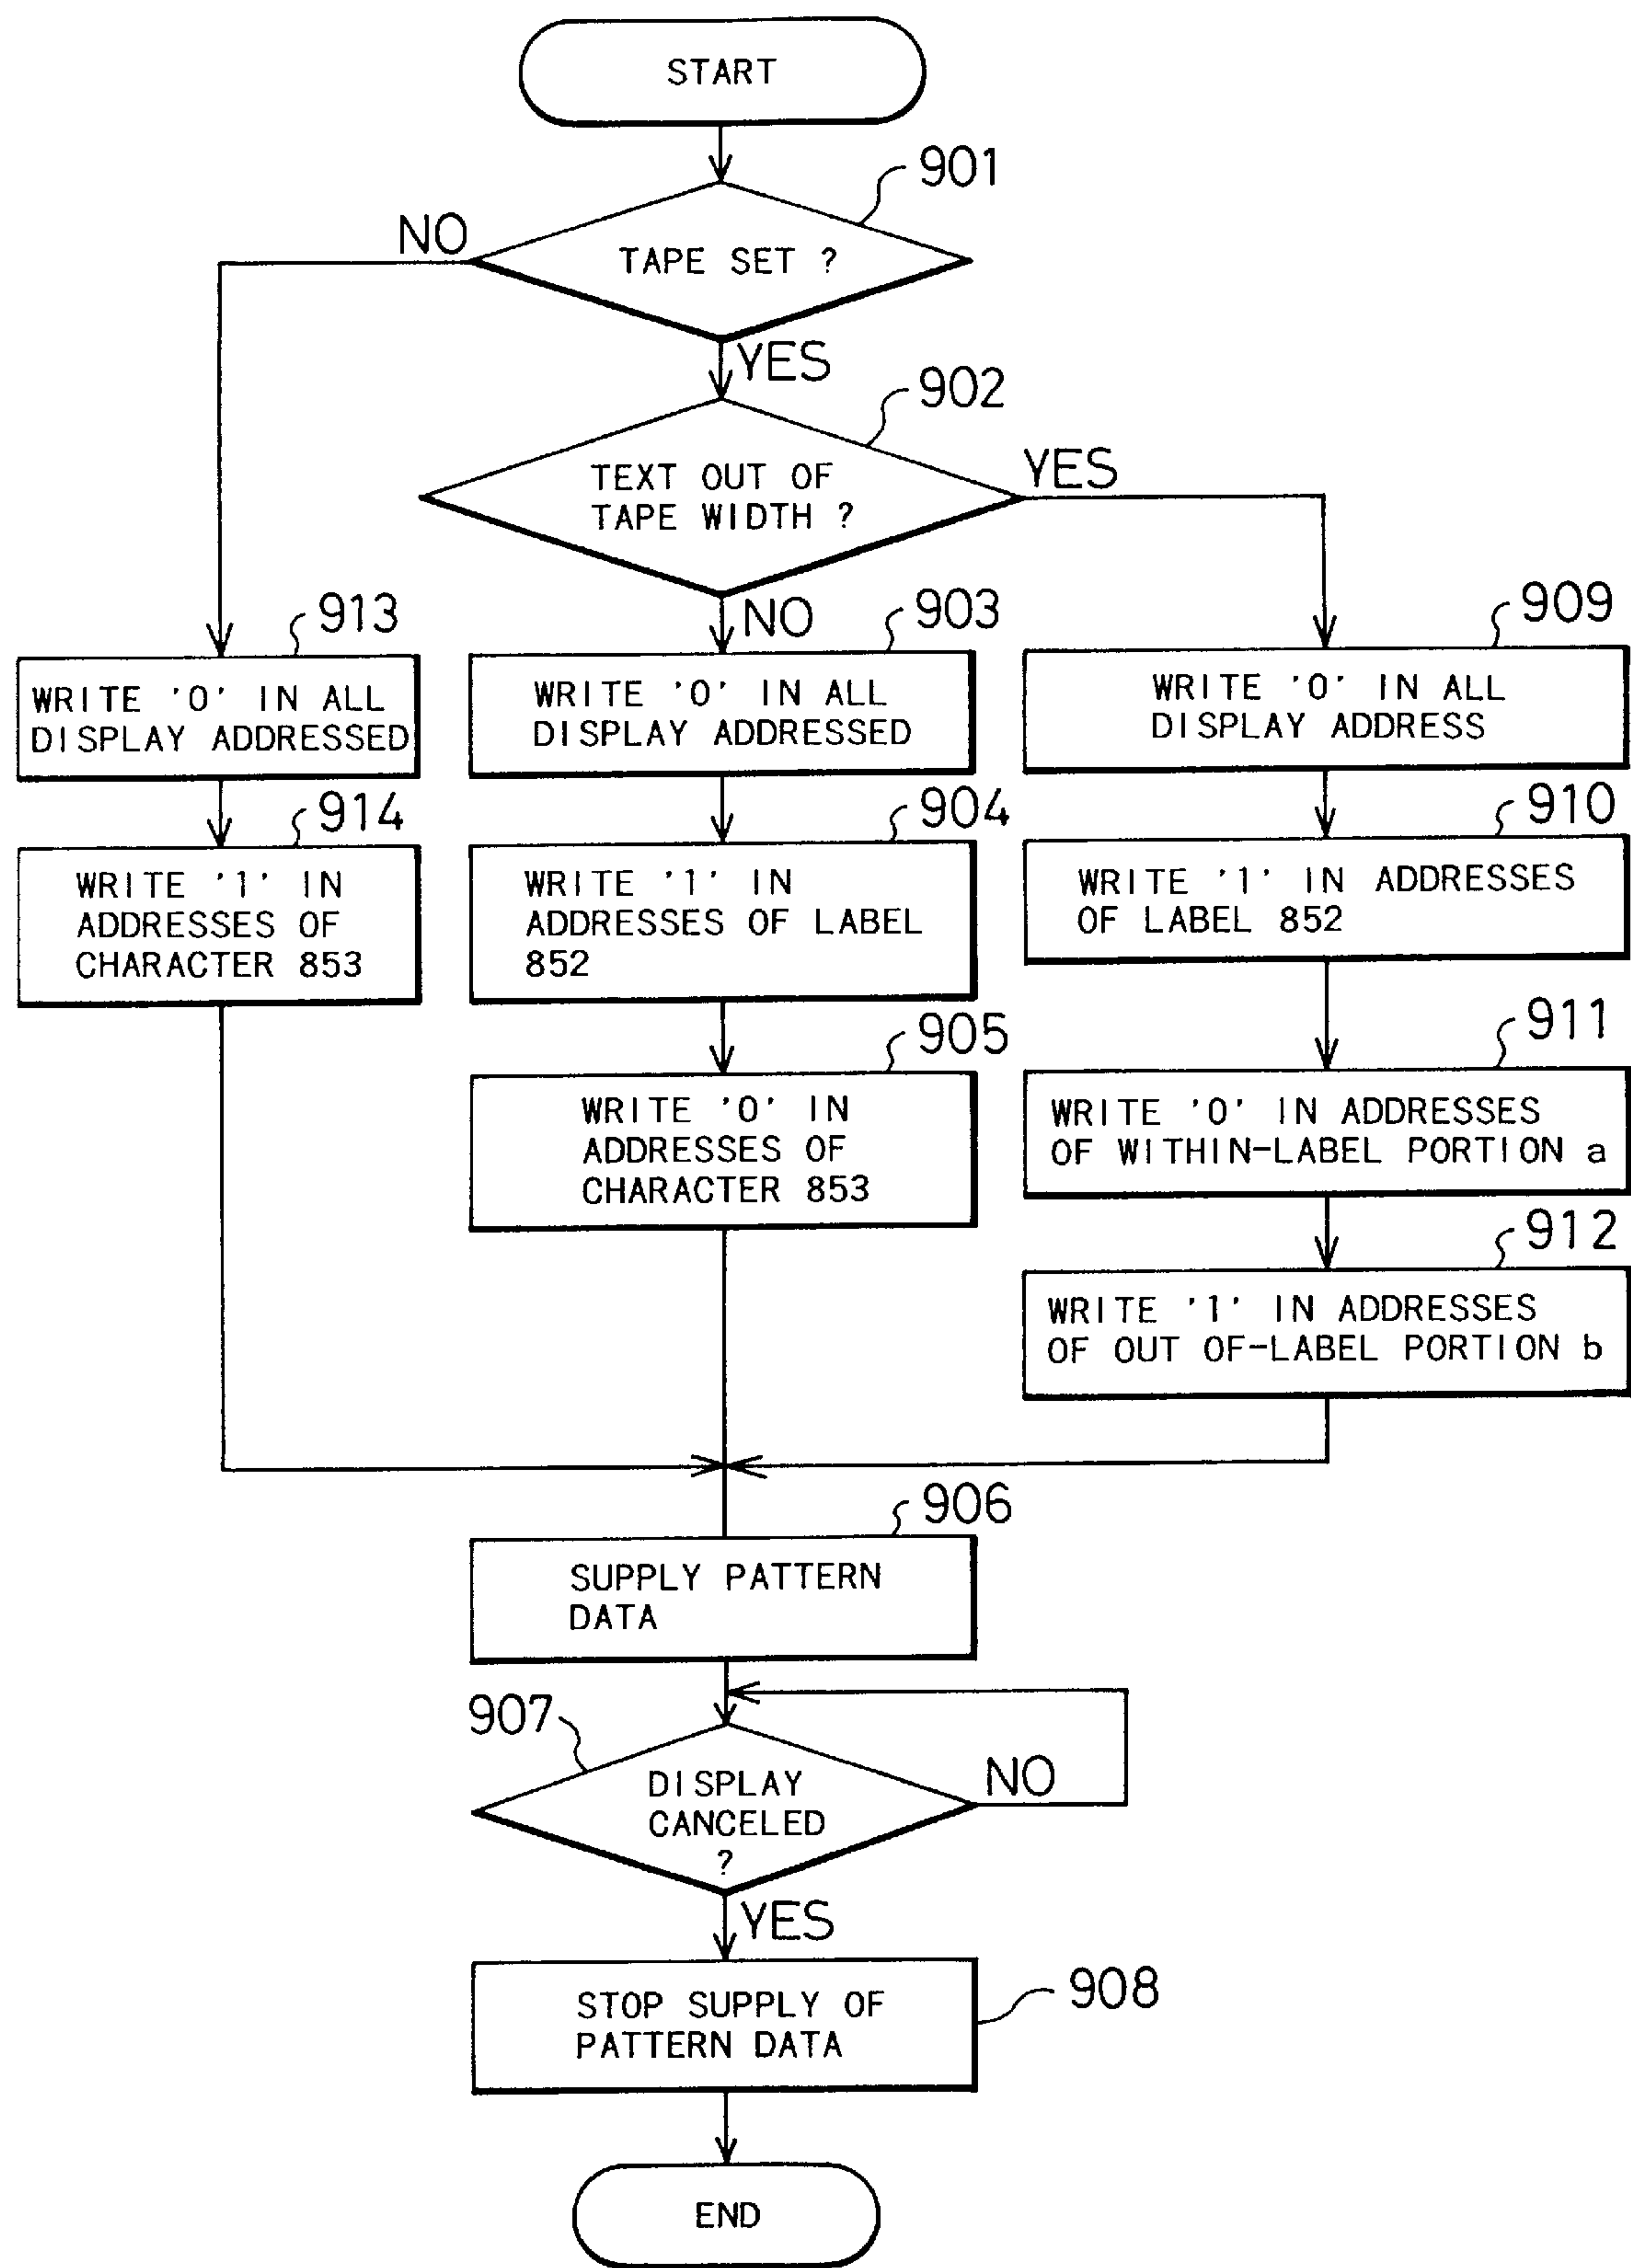 START
901
NO
TAPE SET ?
YES
902
TEXT OUT OF
TAPE WIDTH ?
YES
NO
913
WRITE '0' IN ALL
DISPLAY ADDRESSED
903
WRITE '0' IN ALL
DISPLAY ADDRESSED
909
WRITE '0' IN ALL
DISPLAY ADDRESS
914
WRITE '1' IN
ADDRESSES OF
CHARACTER 853
904
WRITE '1' IN
ADDRESSES OF LABEL
852
910
WRITE '1' IN ADDRESSES
OF LABEL 852
905
WRITE '0' IN
ADDRESSES OF
CHARACTER 853
911
WRITE '0' IN ADDRESSES
OF WITHIN-LABEL PORTION a
912
WRITE '1' IN ADDRESSES
OF OUT OF-LABEL PORTION b
906
SUPPLY PATTERN
DATA
907
DISPLAY
CANCELED
?
NO
YES
908
STOP SUPPLY OF
PATTERN DATA
END